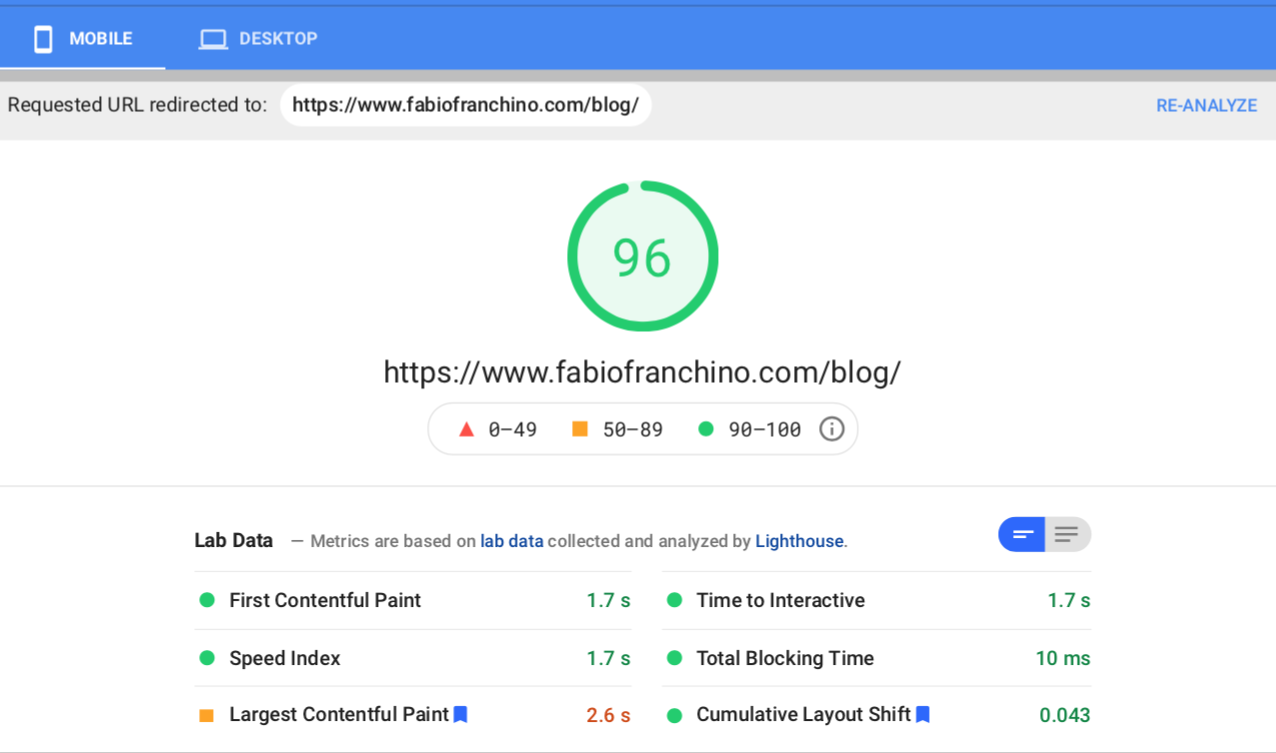 MOBILE DESKTOP
Requested URL redirected to: https://www.fabiofranchino.com/blog/ RE-ANALYZE
96
https://www.fabiofranchino.com/blog/
0–49 50–89 90–100
Lab Data — Metrics are based on lab data collected and analyzed by Lighthouse.
First Contentful Paint 1.7 s Time to Interactive 1.7 s
Speed Index 1.7 s Total Blocking Time 10 ms
Largest Contentful Paint 2.6 s Cumulative Layout Shift 0.043